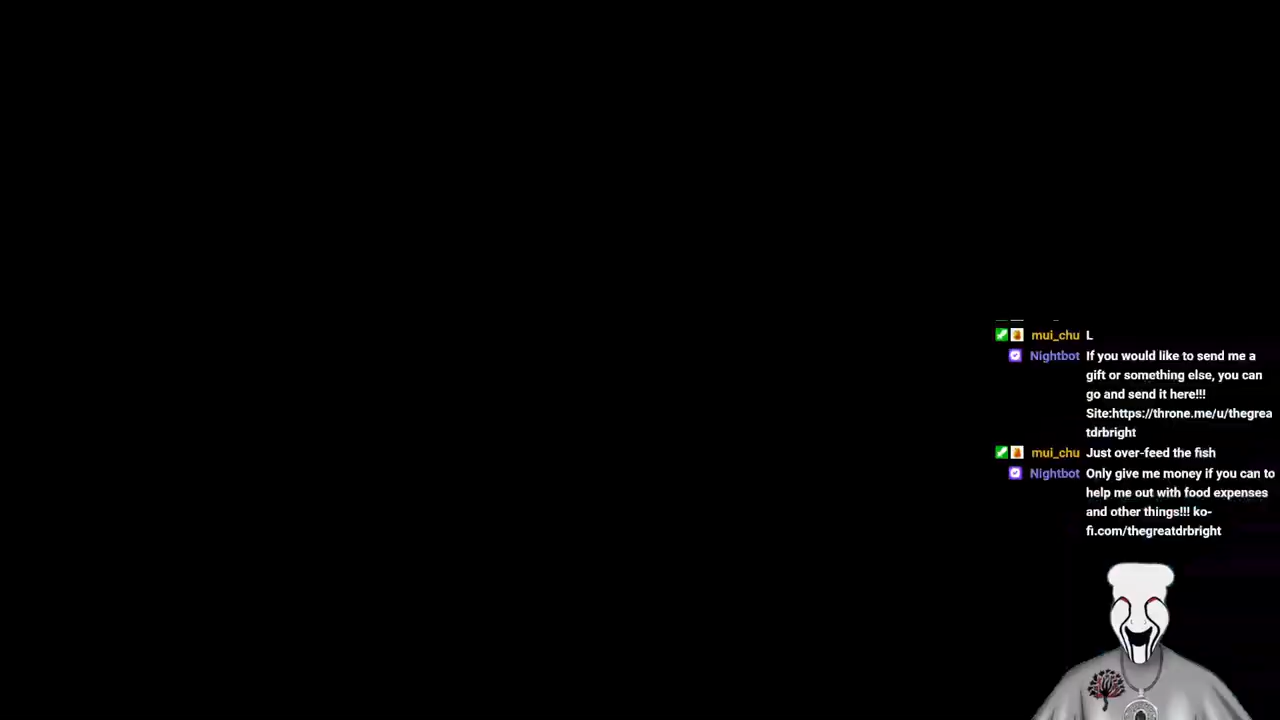 mui_chu L
Nightbot If you would like to send me a
gift or something else, you can
go and send it here!!!
Site:https://throne.me/u/thegrea
tdrbright
mui_chu Just over-feed the fish
Nightbot Only give me money if you can to
help me out with food expenses
and other things!!! ko-
fi.com/thegreatdrbright